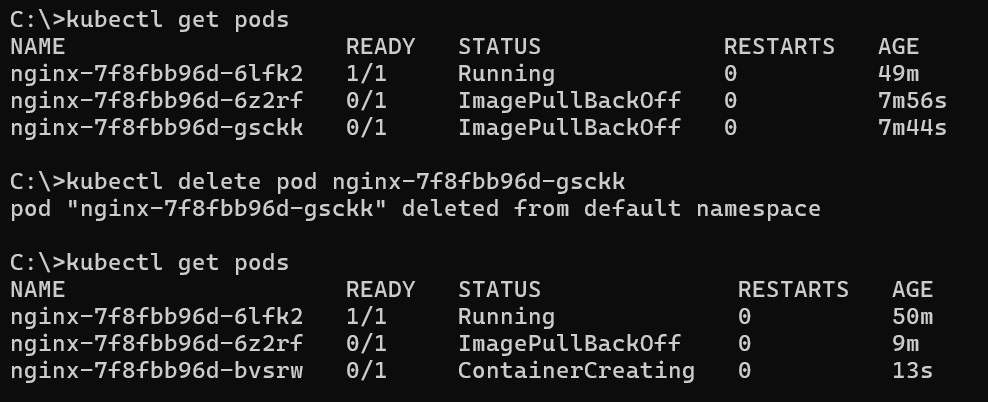 C:\>kubectl get pods
NAME                    READY   STATUS             RESTARTS   AGE
nginx-7f8fbb96d-6lfk2   1/1     Running            0          49m
nginx-7f8fbb96d-6z2rf   0/1     ImagePullBackOff   0          7m56s
nginx-7f8fbb96d-gsckk   0/1     ImagePullBackOff   0          7m44s

C:\>kubectl delete pod nginx-7f8fbb96d-gsckk
pod "nginx-7f8fbb96d-gsckk" deleted from default namespace

C:\>kubectl get pods
NAME                    READY   STATUS              RESTARTS   AGE
nginx-7f8fbb96d-6lfk2   1/1     Running             0          50m
nginx-7f8fbb96d-6z2rf   0/1     ImagePullBackOff    0          9m
nginx-7f8fbb96d-bvsrw   0/1     ContainerCreating   0          13s